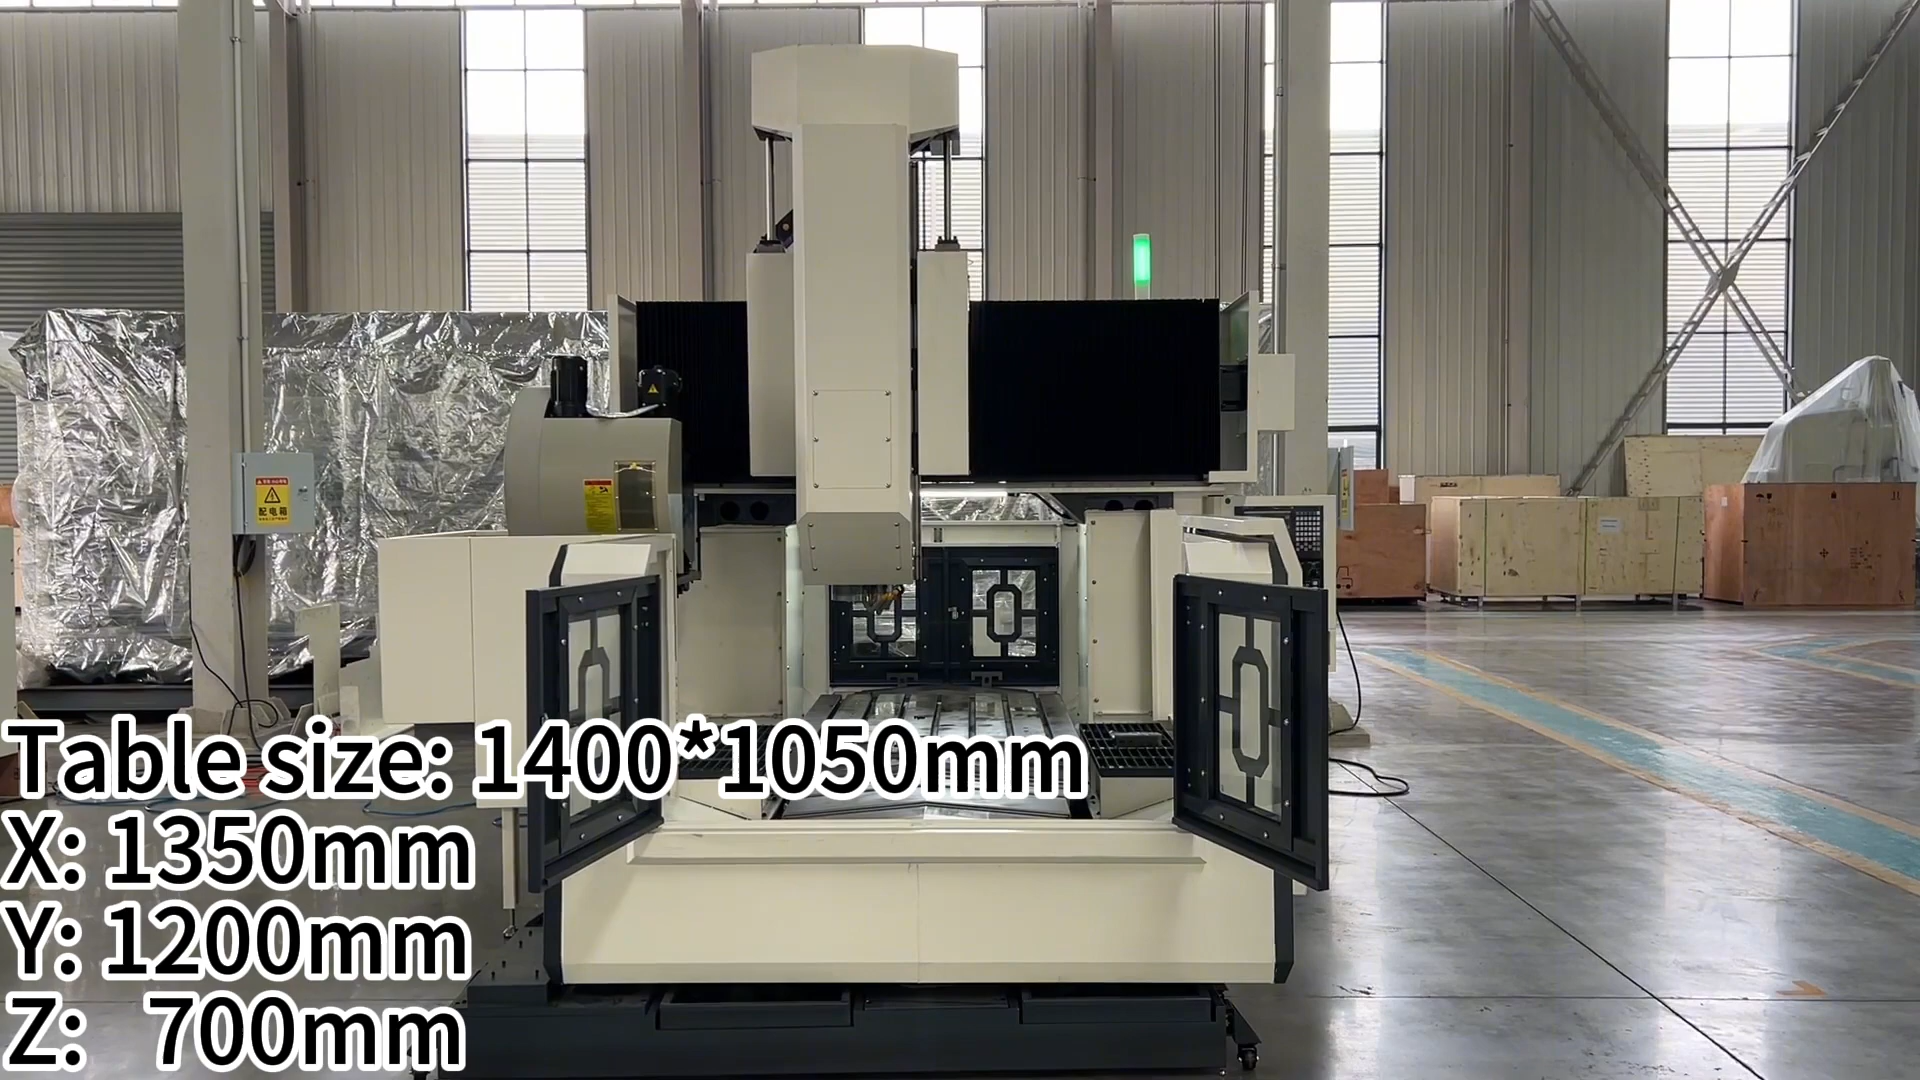 配电箱
Table size: 1400*1050mm
X: 1350mm
Y: 1200mm
Z: 700mm